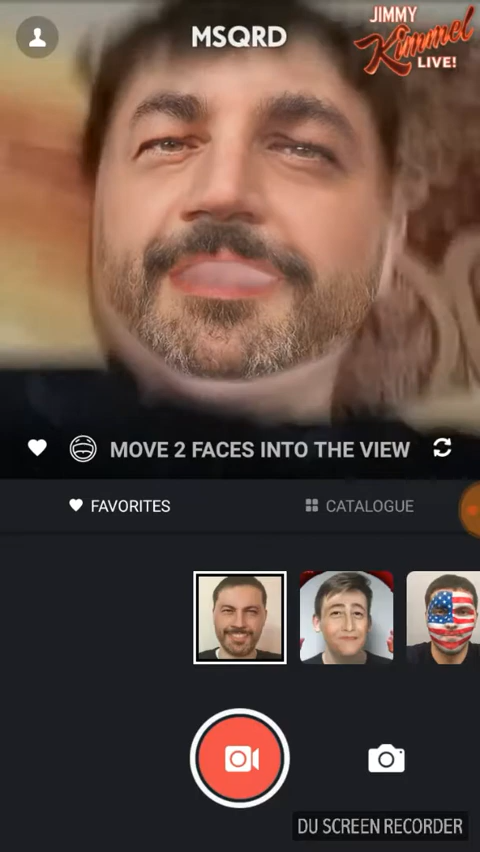 MSQRD
JIMMY
Kimmel
LIVE!
MOVE 2 FACES INTO THE VIEW
FAVORITES
CATALOGUE
DU SCREEN RECORDER